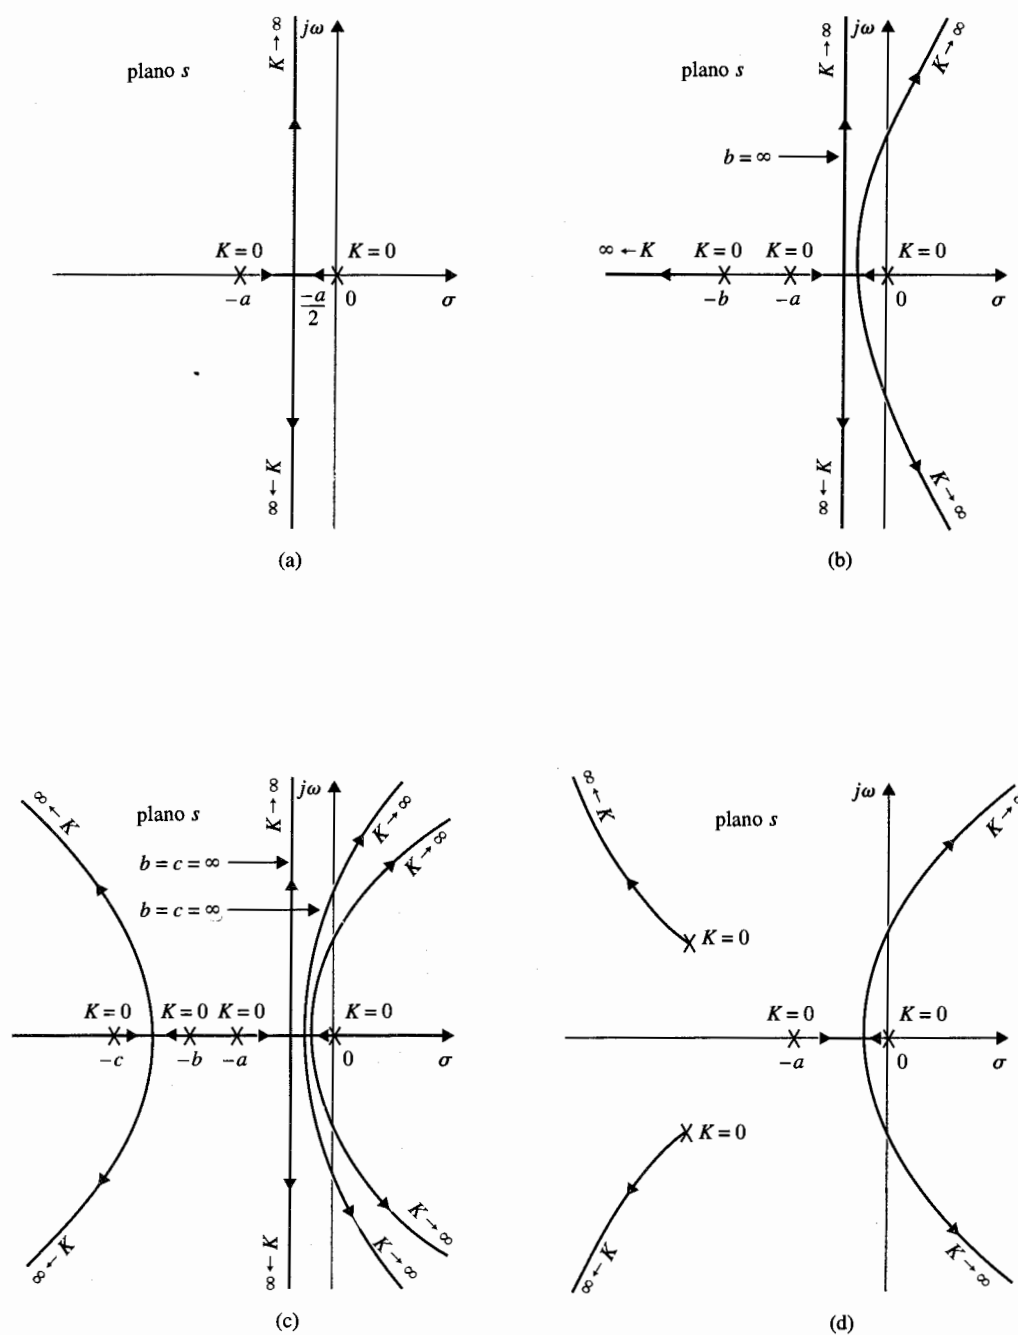 K → ∞
jω
plano s
K = 0
K = 0
−a
−a
2
0
σ
∞ ← K
(a)
K → ∞
jω
K → ∞
plano s
b = ∞
∞ ← K
K = 0
K = 0
K = 0
−b
−a
0
σ
∞ ← K
K → ∞
(b)
∞ ← K
plano s
K → ∞
jω
K → ∞
K → ∞
b = c = ∞
b = c = ∞
K = 0
K = 0
K = 0
K = 0
−c
−b
−a
0
σ
∞ ← K
∞ ← K
K → ∞
K → ∞
(c)
∞ ← K
jω
K → ∞
plano s
K = 0
K = 0
K = 0
−a
0
σ
K = 0
∞ ← K
K → ∞
(d)